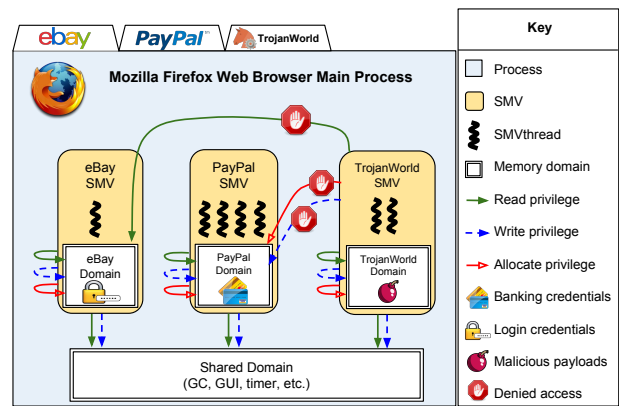 ebay
PayPal™
TrojanWorld
Mozilla Firefox Web Browser Main Process
eBay
SMV
PayPal
SMV
TrojanWorld
SMV
eBay
Domain
PayPal
Domain
TrojanWorld
Domain
Shared Domain
(GC, GUI, timer, etc.)
Key
Process
SMV
SMVthread
Memory domain
Read privilege
Write privilege
Allocate privilege
Banking credentials
Login credentials
Malicious payloads
Denied access